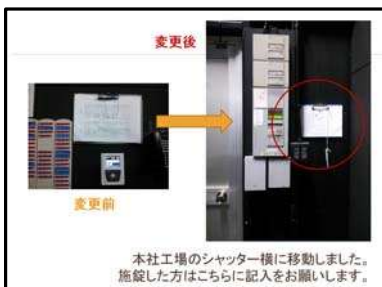 変更後
変更前
本社工場のシャッター横に移動しました。
施錠した方はこちらに記入をお願いします。